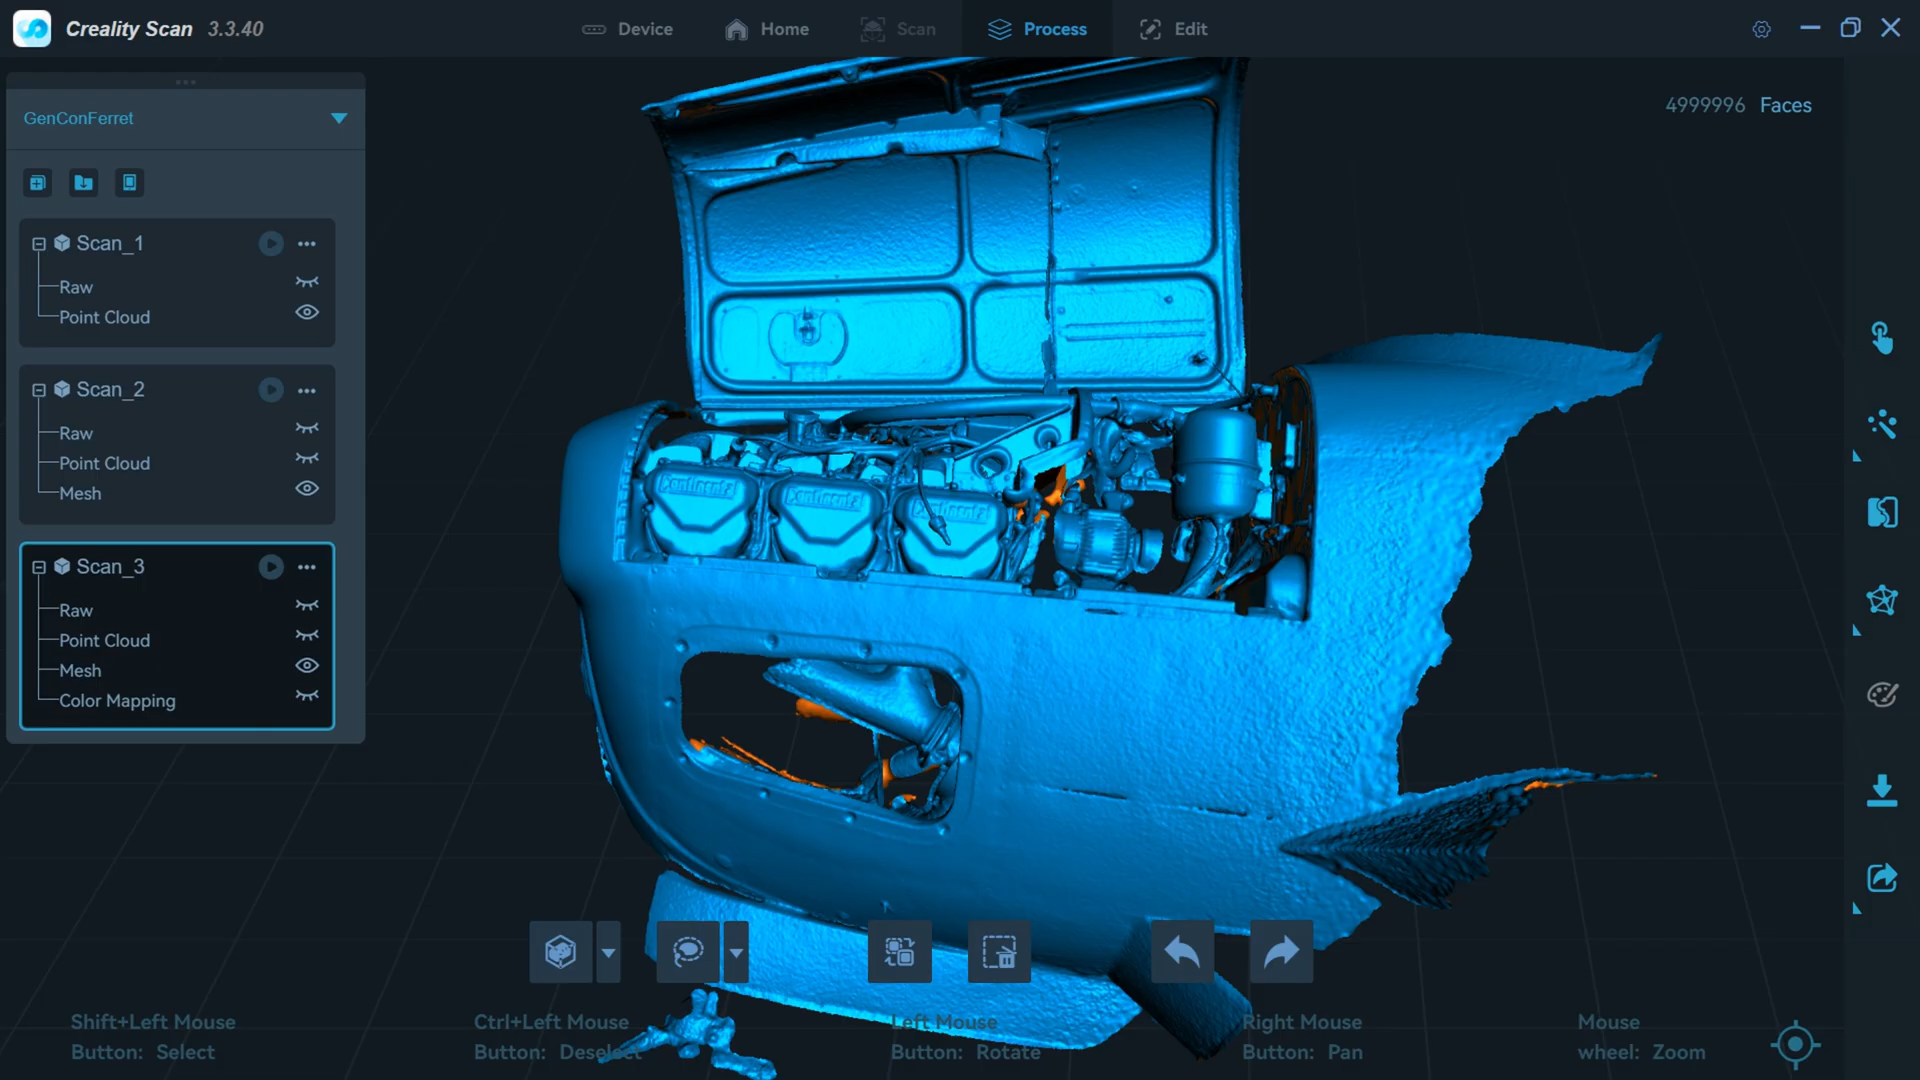 Creality Scan 3.3.40
Device
Home
Scan
Process
Edit
GenConFerret
4999996 Faces
Scan_1
Raw
Point Cloud
Scan_2
Raw
Point Cloud
Mesh
Scan_3
Raw
Point Cloud
Mesh
Color Mapping
Shift+Left Mouse
Button: Select
Ctrl+Left Mouse
Button: Deselect
Left Mouse
Button: Rotate
Right Mouse
Button: Pan
Mouse
wheel: Zoom